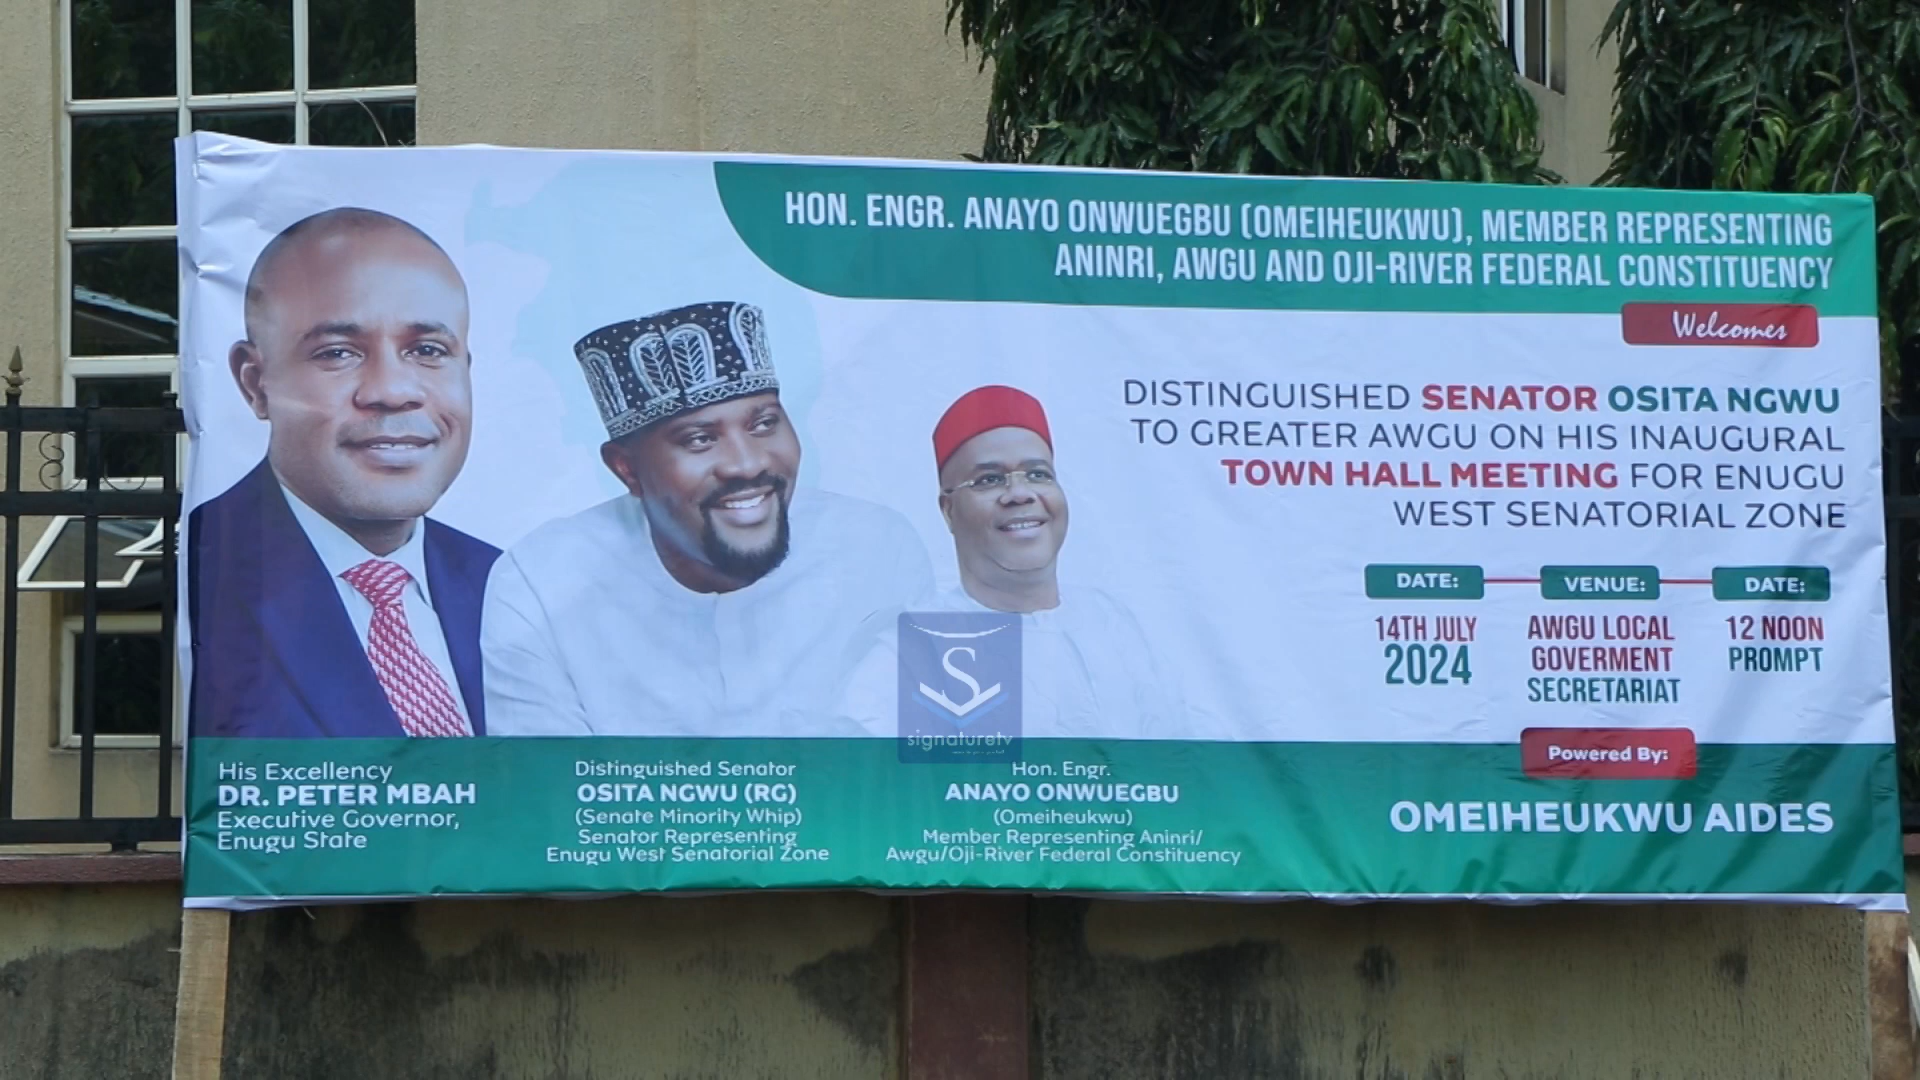 HON. ENGR. ANAYO ONWUEGBU (OMEIHEUKWU), MEMBER REPRESENTING
ANINRI, AWGU AND OJI-RIVER FEDERAL CONSTITUENCY
Welcomes
DISTINGUISHED SENATOR OSITA NGWU
TO GREATER AWGU ON HIS INAUGURAL
TOWN HALL MEETING FOR ENUGU
WEST SENATORIAL ZONE
DATE:
14TH JULY
2024
VENUE:
AWGU LOCAL
GOVERMENT
SECRETARIAT
DATE:
12 NOON
PROMPT
S
signaturetv
His Excellency
DR. PETER MBAH
Executive Governor,
Enugu State
Distinguished Senator
OSITA NGWU (RG)
(Senate Minority Whip)
Senator Representing
Enugu West Senatorial Zone
Hon. Engr.
ANAYO ONWUEGBU
(Omeiheukwu)
Member Representing Aninri/
Awgu/Oji-River Federal Constituency
Powered By:
OMEIHEUKWU AIDES